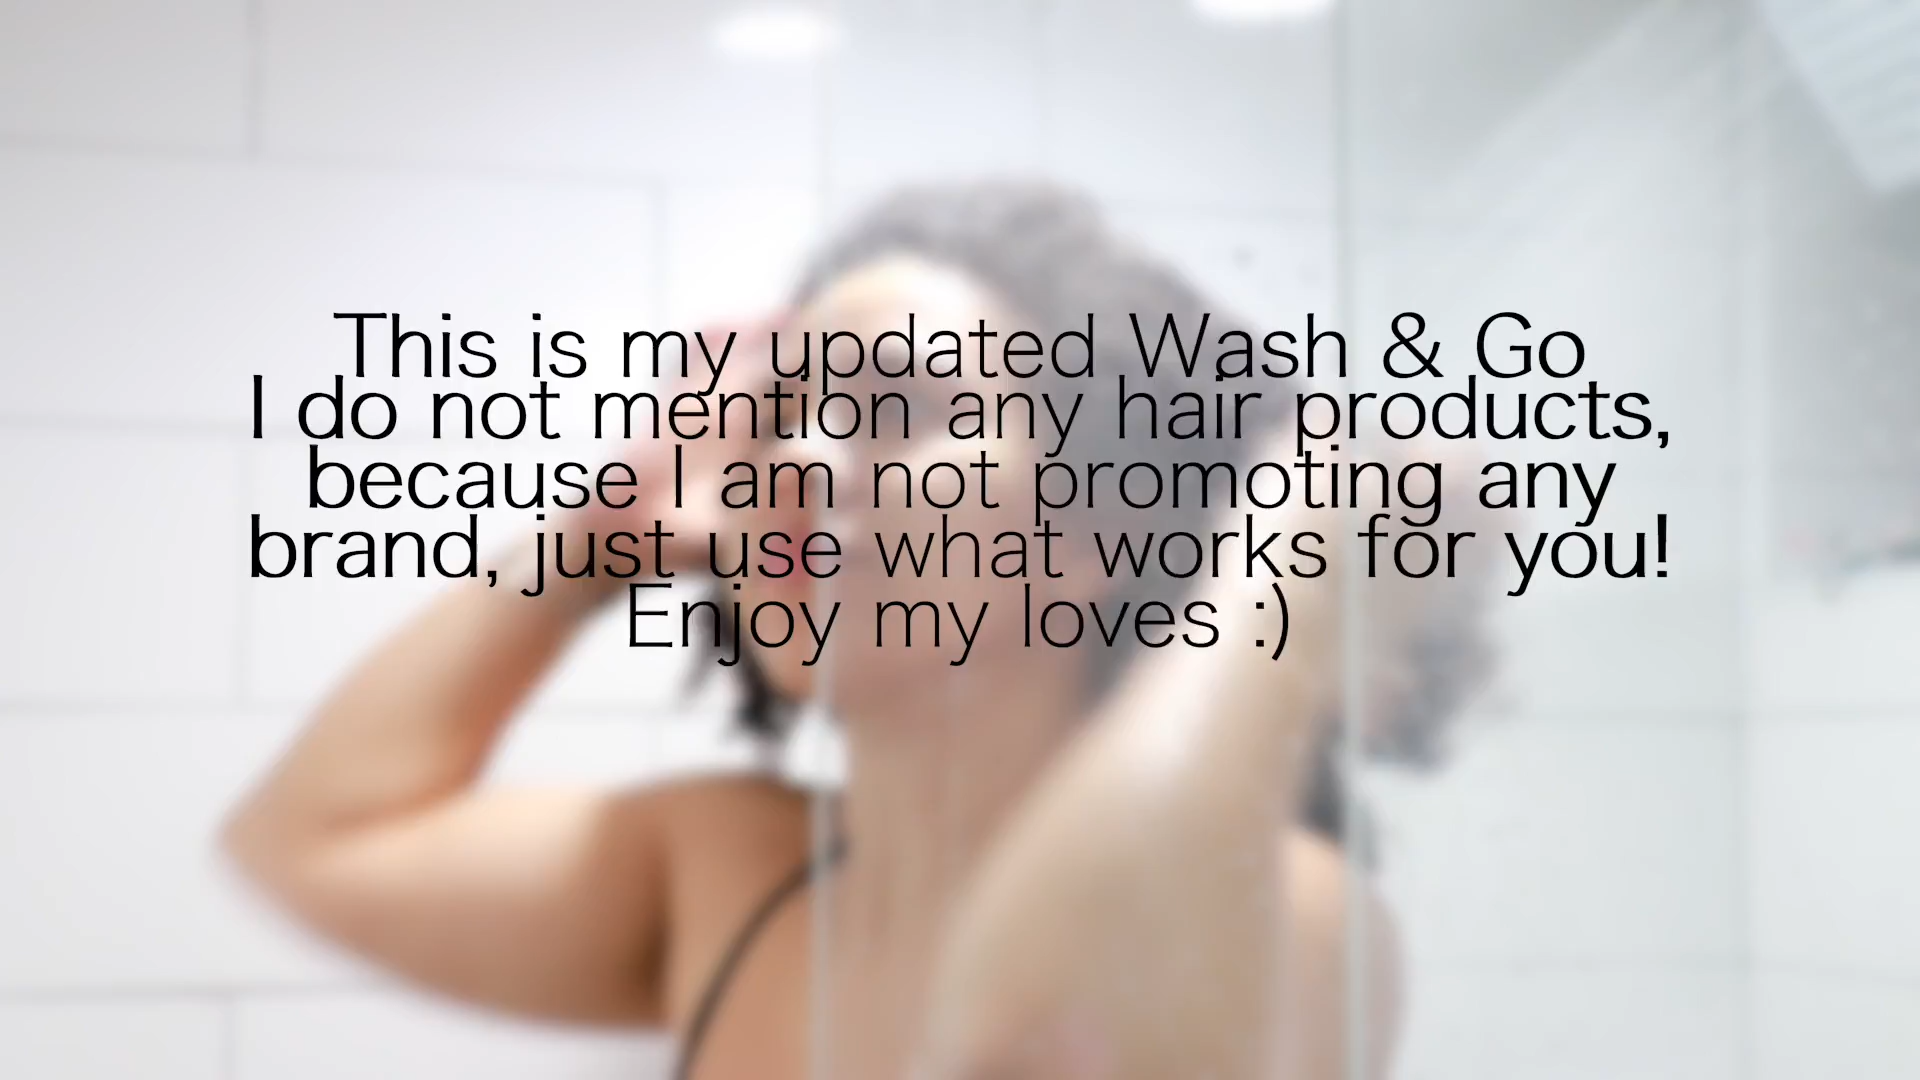 This is my updated Wash & Go
I do not mention any hair products,
because I am not promoting any
brand, just use what works for you!
Enjoy my loves :)